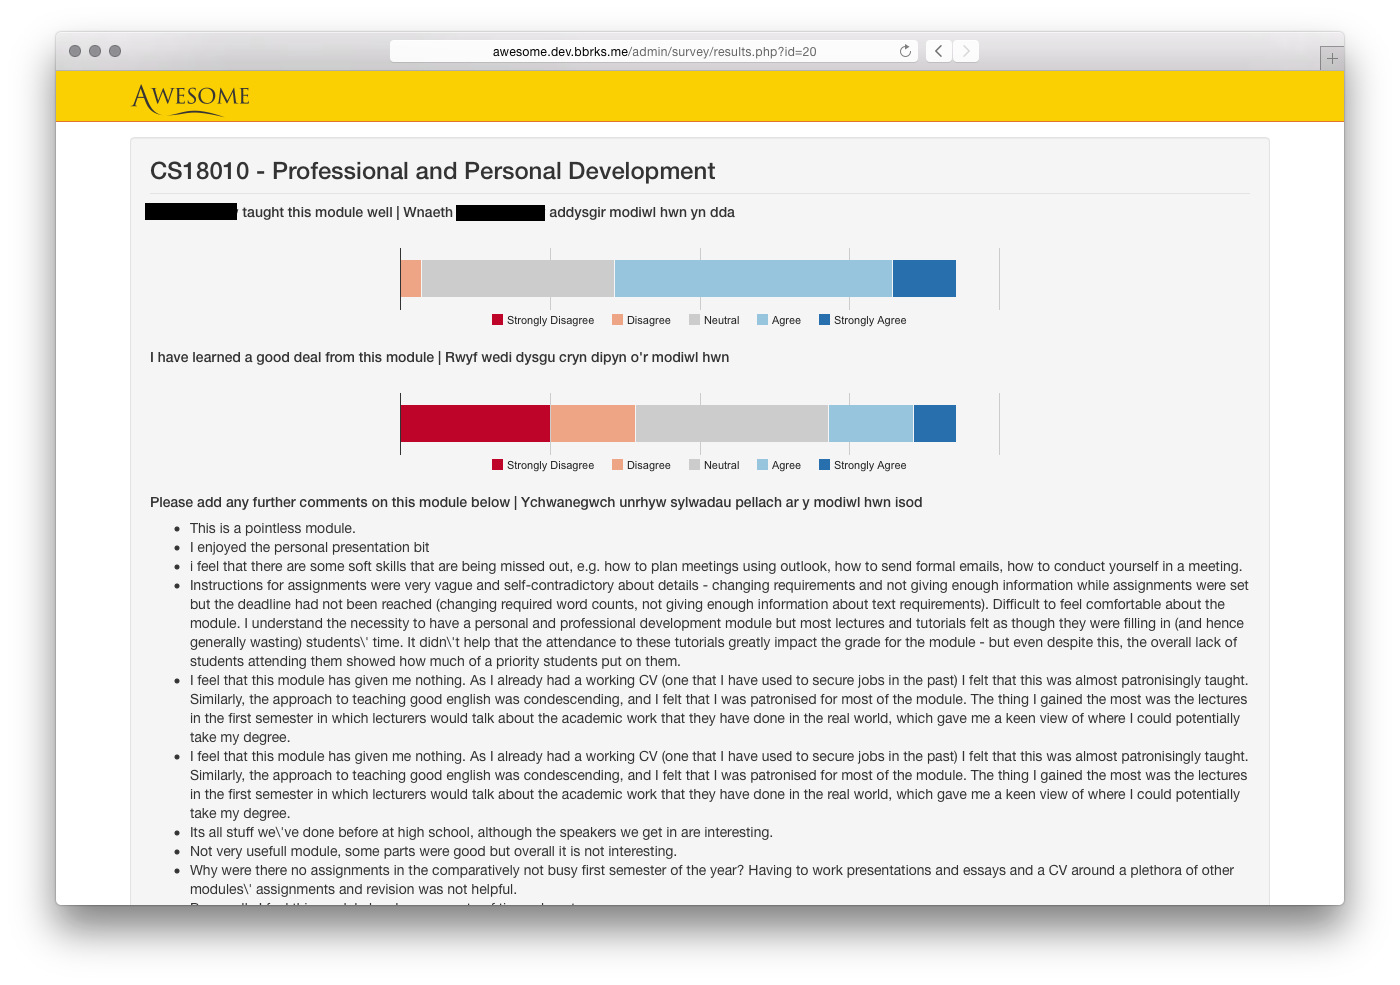 awesome.dev.bbrks.me/admin/survey/results.php?id=20
AWESOME
CS18010 - Professional and Personal Development
taught this module well | Wnaeth addysgir modiwl hwn yn dda
Strongly Disagree Disagree Neutral Agree Strongly Agree
I have learned a good deal from this module | Rwyf wedi dysgu cryn dipyn o'r modiwl hwn
Strongly Disagree Disagree Neutral Agree Strongly Agree
Please add any further comments on this module below | Ychwanegwch unrhyw sylwadau pellach ar y modiwl hwn isod
• This is a pointless module.
• I enjoyed the personal presentation bit
• i feel that there are some soft skills that are being missed out, e.g. how to plan meetings using outlook, how to send formal emails, how to conduct yourself in a meeting.
• Instructions for assignments were very vague and self-contradictory about details - changing requirements and not giving enough information while assignments were set
but the deadline had not been reached (changing required word counts, not giving enough information about text requirements). Difficult to feel comfortable about the
module. I understand the necessity to have a personal and professional development module but most lectures and tutorials felt as though they were filling in (and hence
generally wasting) students\' time. It didn\'t help that the attendance to these tutorials greatly impact the grade for the module - but even despite this, the overall lack of
students attending them showed how much of a priority students put on them.
• I feel that this module has given me nothing. As I already had a working CV (one that I have used to secure jobs in the past) I felt that this was almost patronisingly taught.
Similarly, the approach to teaching good english was condescending, and I felt that I was patronised for most of the module. The thing I gained the most was the lectures
in the first semester in which lecturers would talk about the academic work that they have done in the real world, which gave me a keen view of where I could potentially
take my degree.
• I feel that this module has given me nothing. As I already had a working CV (one that I have used to secure jobs in the past) I felt that this was almost patronisingly taught.
Similarly, the approach to teaching good english was condescending, and I felt that I was patronised for most of the module. The thing I gained the most was the lectures
in the first semester in which lecturers would talk about the academic work that they have done in the real world, which gave me a keen view of where I could potentially
take my degree.
• Its all stuff we\'ve done before at high school, although the speakers we get in are interesting.
• Not very usefull module, some parts were good but overall it is not interesting.
• Why were there no assignments in the comparatively not busy first semester of the year? Having to work presentations and essays and a CV around a plethora of other
modules\' assignments and revision was not helpful.